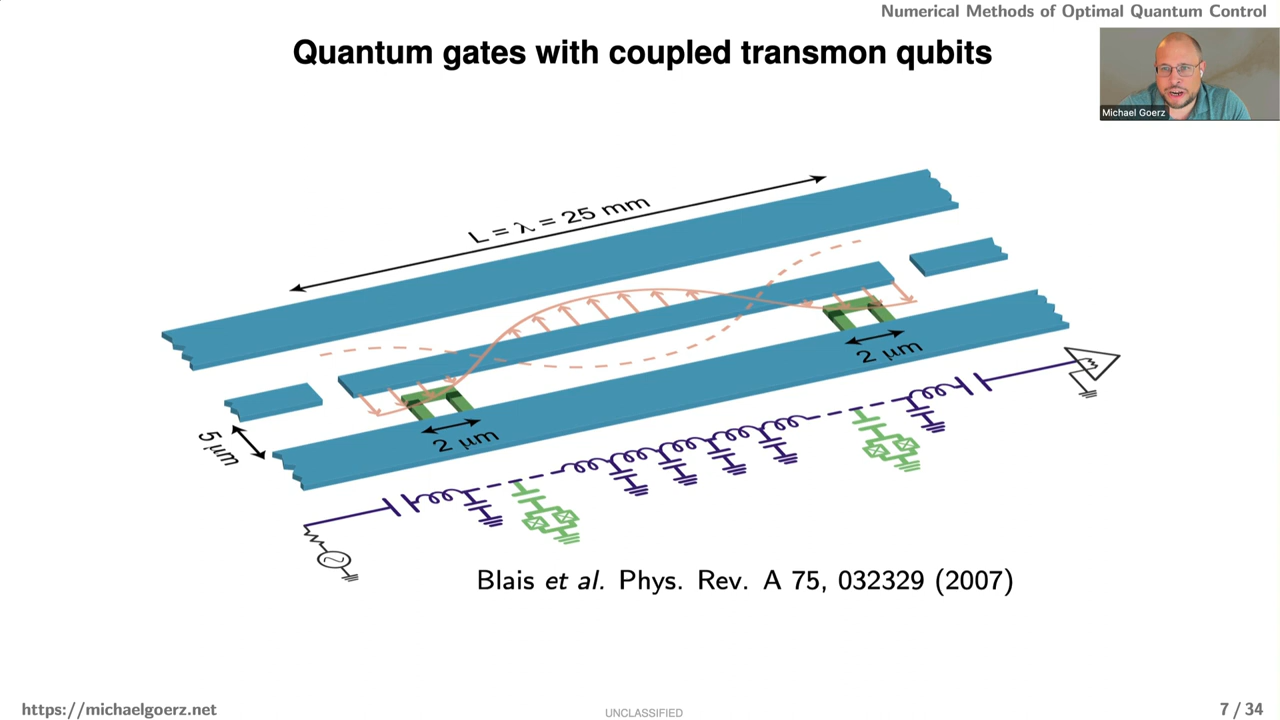 Numerical Methods of Optimal Quantum Control
Quantum gates with coupled transmon qubits
Michael Goerz
L = λ = 25 mm
2 μm
5 μm
2 μm
Blais et al. Phys. Rev. A 75, 032329 (2007)
https://michaelgoerz.net
UNCLASSIFIED
7 / 34